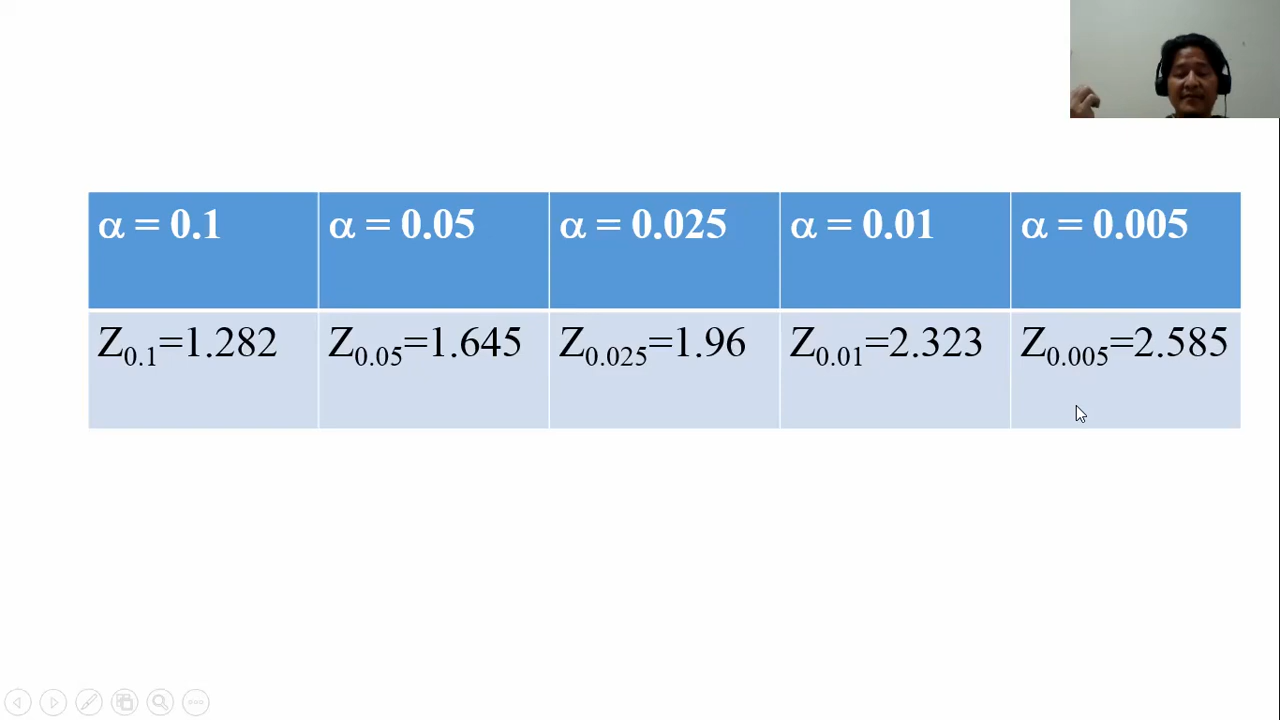 α = 0.1 α = 0.05 α = 0.025 α = 0.01 α = 0.005
Z0.1=1.282 Z0.05=1.645 Z0.025=1.96 Z0.01=2.323 Z0.005=2.585